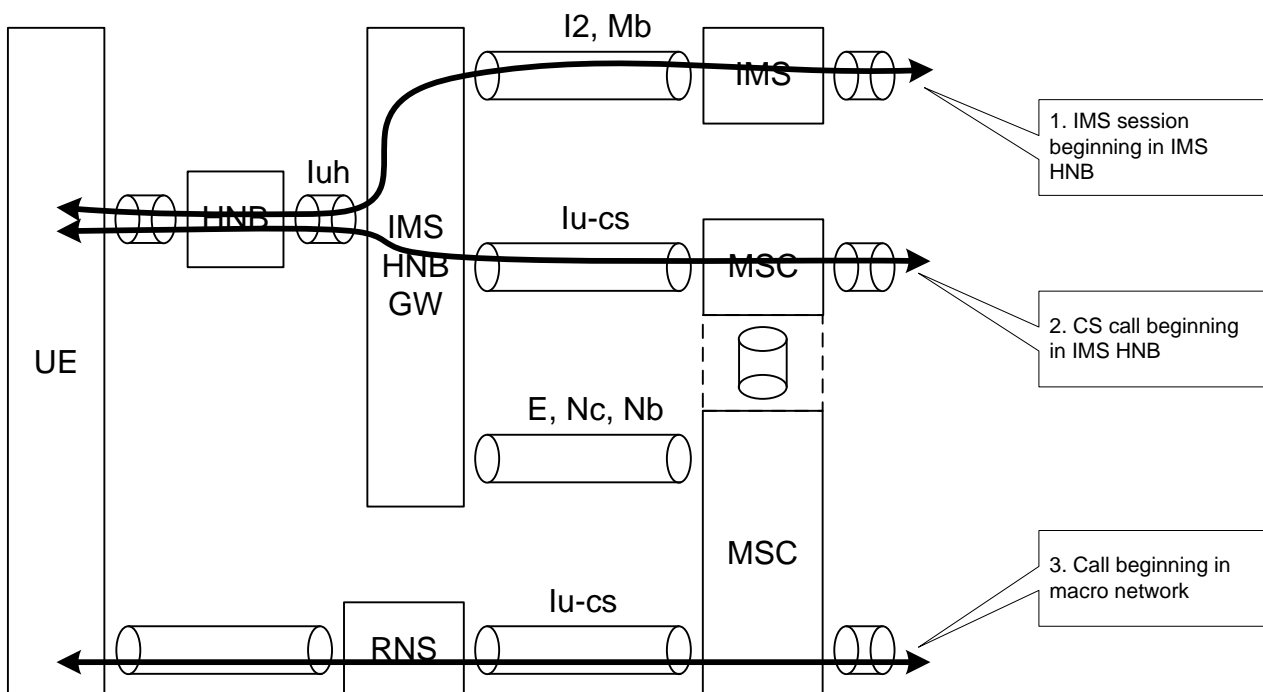 I2, Mb
IMS
1. IMS session
beginning in IMS
HNB
Iuh
HNB
IMS
HNB
GW
Iu-cs
MSC
2. CS call beginning
in IMS HNB
UE
E, Nc, Nb
MSC
3. Call beginning in
macro network
Iu-cs
RNS